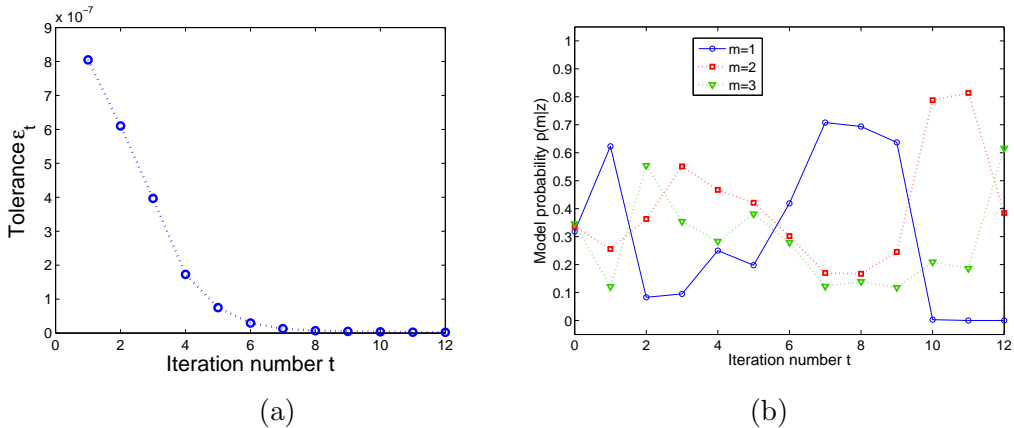 × 10⁻⁷
9
8
7
6
5
4
3
2
1
0
0 2 4 6 8 10 12
Tolerance εₜ
Iteration number t
(a)
1
0.9
0.8
0.7
0.6
0.5
0.4
0.3
0.2
0.1
0
0 2 4 6 8 10 12
Model probability p(m|z)
Iteration number t
m=1
m=2
m=3
(b)